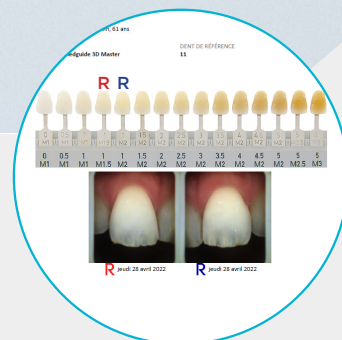 61 ans
edguide 3D Master
DENT DE RÉFÉRENCE
11
R R
0 0.5 1 1 1 1.5 2 2.5 3 3.5 4 4.5 5 5 5
M1 M1 M1 M1.5 M2 M2 M2 M2 M2 M2 M2 M2 M2 M2.5 M3
R jeudi 28 avril 2022
R jeudi 28 avril 2022